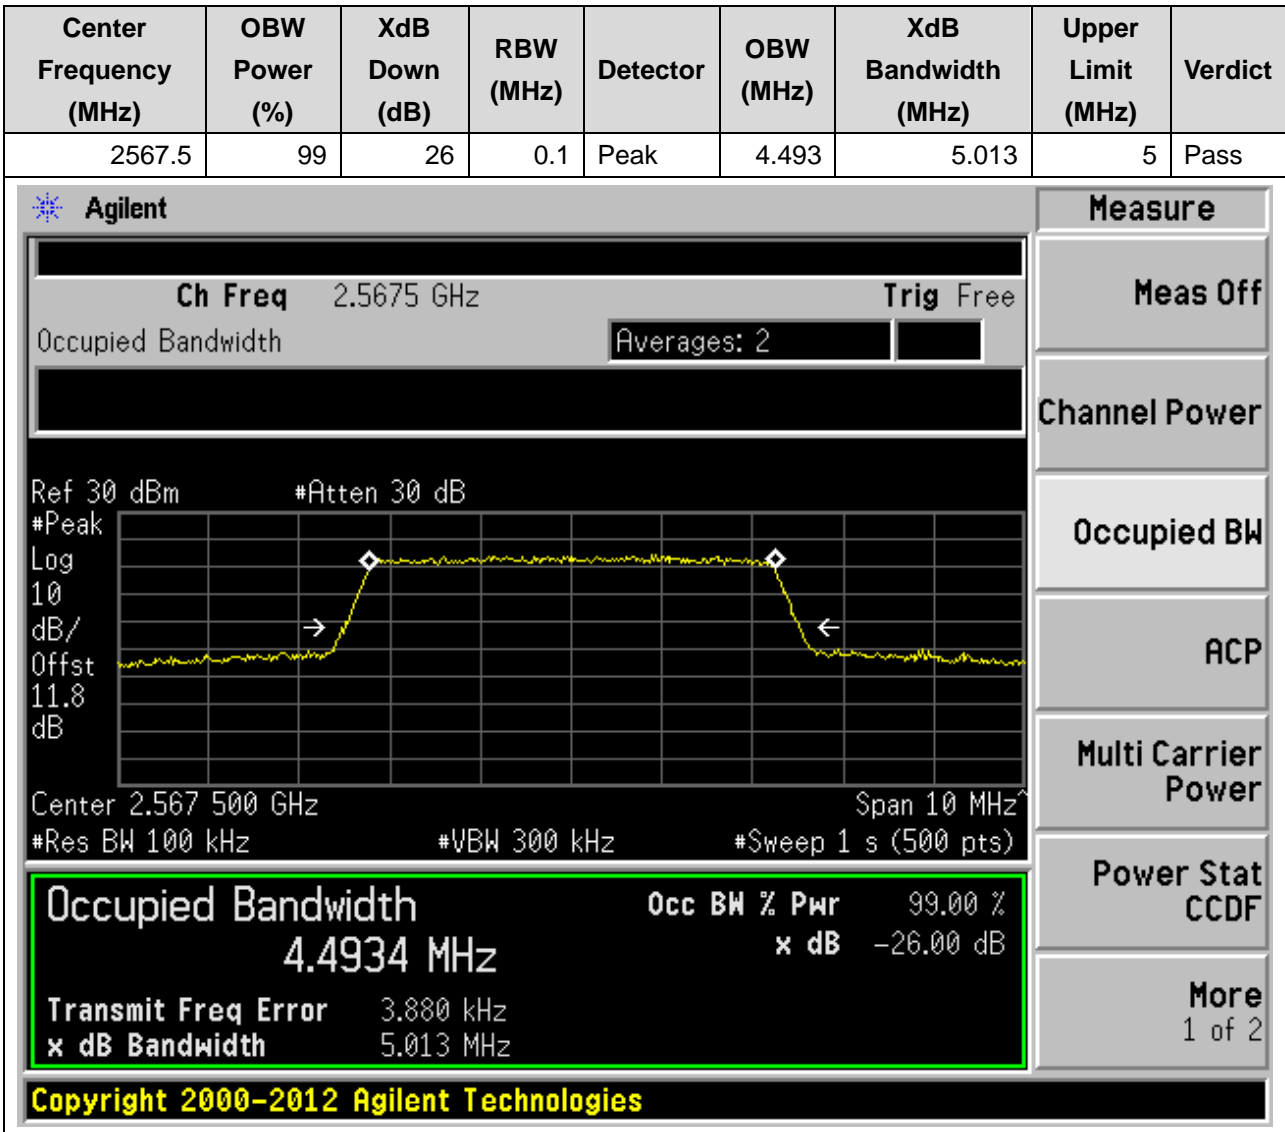 Center Frequency (MHz) OBW Power (%) XdB Down (dB) RBW (MHz) Detector OBW (MHz) XdB Bandwidth (MHz) Upper Limit (MHz) Verdict
2567.5 99 26 0.1 Peak 4.493 5.013 5 Pass
Agilent
Measure
Ch Freq 2.5675 GHz Trig Free
Meas Off
Occupied Bandwidth Averages: 2
Channel Power
Ref 30 dBm #Atten 30 dB
#Peak
Log
10
dB/
Offst
11.8
dB
Occupied BW
ACP
Multi Carrier
Power
Center 2.567 500 GHz Span 10 MHz^
#Res BW 100 kHz #VBW 300 kHz #Sweep 1 s (500 pts)
Power Stat
CCDF
Occupied Bandwidth Occ BW % Pwr 99.00 %
4.4934 MHz x dB -26.00 dB
Transmit Freq Error 3.880 kHz
x dB Bandwidth 5.013 MHz
More
1 of 2
Copyright 2000-2012 Agilent Technologies